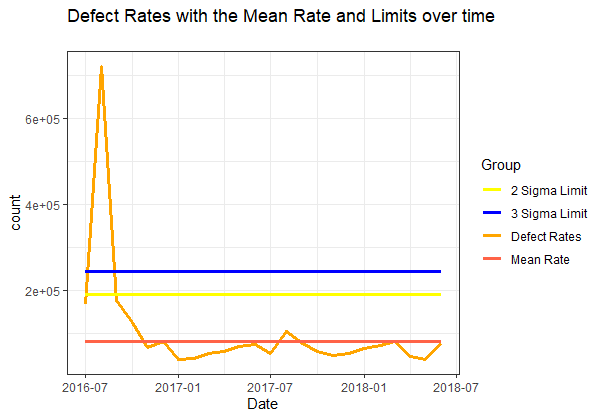 Defect Rates with the Mean Rate and Limits over time
6e+05
4e+05
2e+05
count
2016-07
2017-01
2017-07
2018-01
2018-07
Date
Group
2 Sigma Limit
3 Sigma Limit
Defect Rates
Mean Rate